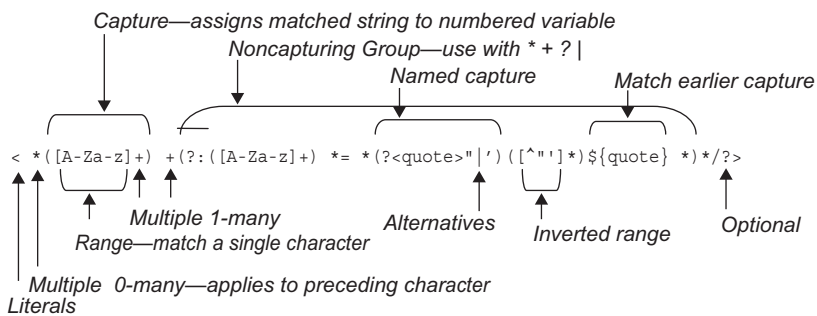 Capture—assigns matched string to numbered variable
Noncapturing Group—use with * + ? |
Named capture
Match earlier capture
< *([A-Za-z]+) +(?:([A-Za-z]+) *= *(?<quote>"|’)([^"']*)${quote} *)*/?>
Multiple 1-many
Alternatives
Inverted range
Optional
Range—match a single character
Multiple 0-many—applies to preceding character
Literals